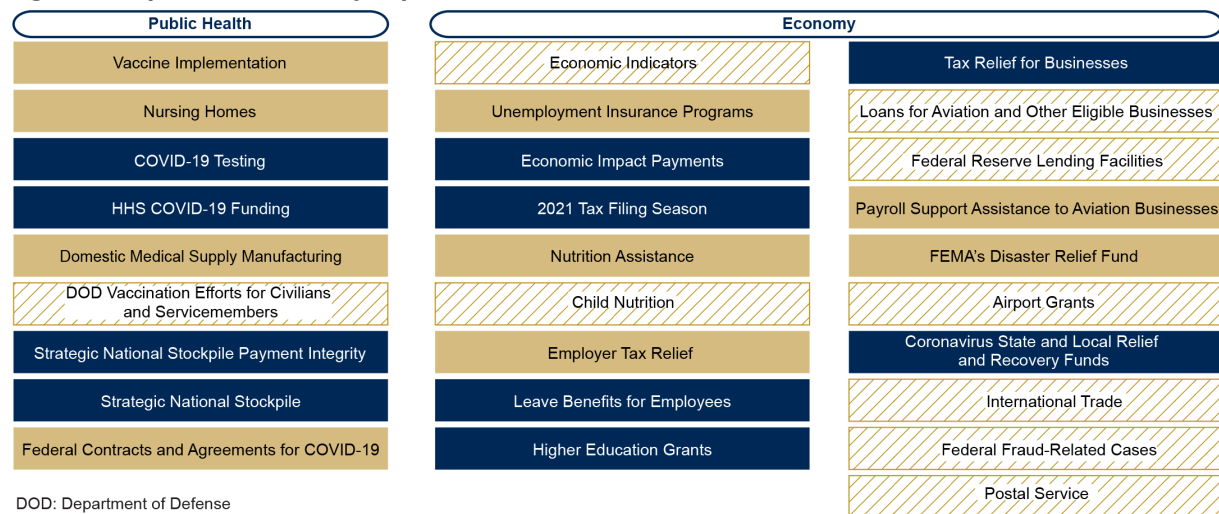 Public Health
Vaccine Implementation
Nursing Homes
COVID-19 Testing
HHS COVID-19 Funding
Domestic Medical Supply Manufacturing
DOD Vaccination Efforts for Civilians
and Servicemembers
Strategic National Stockpile Payment Integrity
Strategic National Stockpile
Federal Contracts and Agreements for COVID-19
DOD: Department of Defense
Economy
Economic Indicators
Unemployment Insurance Programs
Economic Impact Payments
2021 Tax Filing Season
Nutrition Assistance
Child Nutrition
Employer Tax Relief
Leave Benefits for Employees
Higher Education Grants
Tax Relief for Businesses
Loans for Aviation and Other Eligible Businesses
Federal Reserve Lending Facilities
Payroll Support Assistance to Aviation Businesses
FEMA’s Disaster Relief Fund
Airport Grants
Coronavirus State and Local Relief
and Recovery Funds
International Trade
Federal Fraud-Related Cases
Postal Service